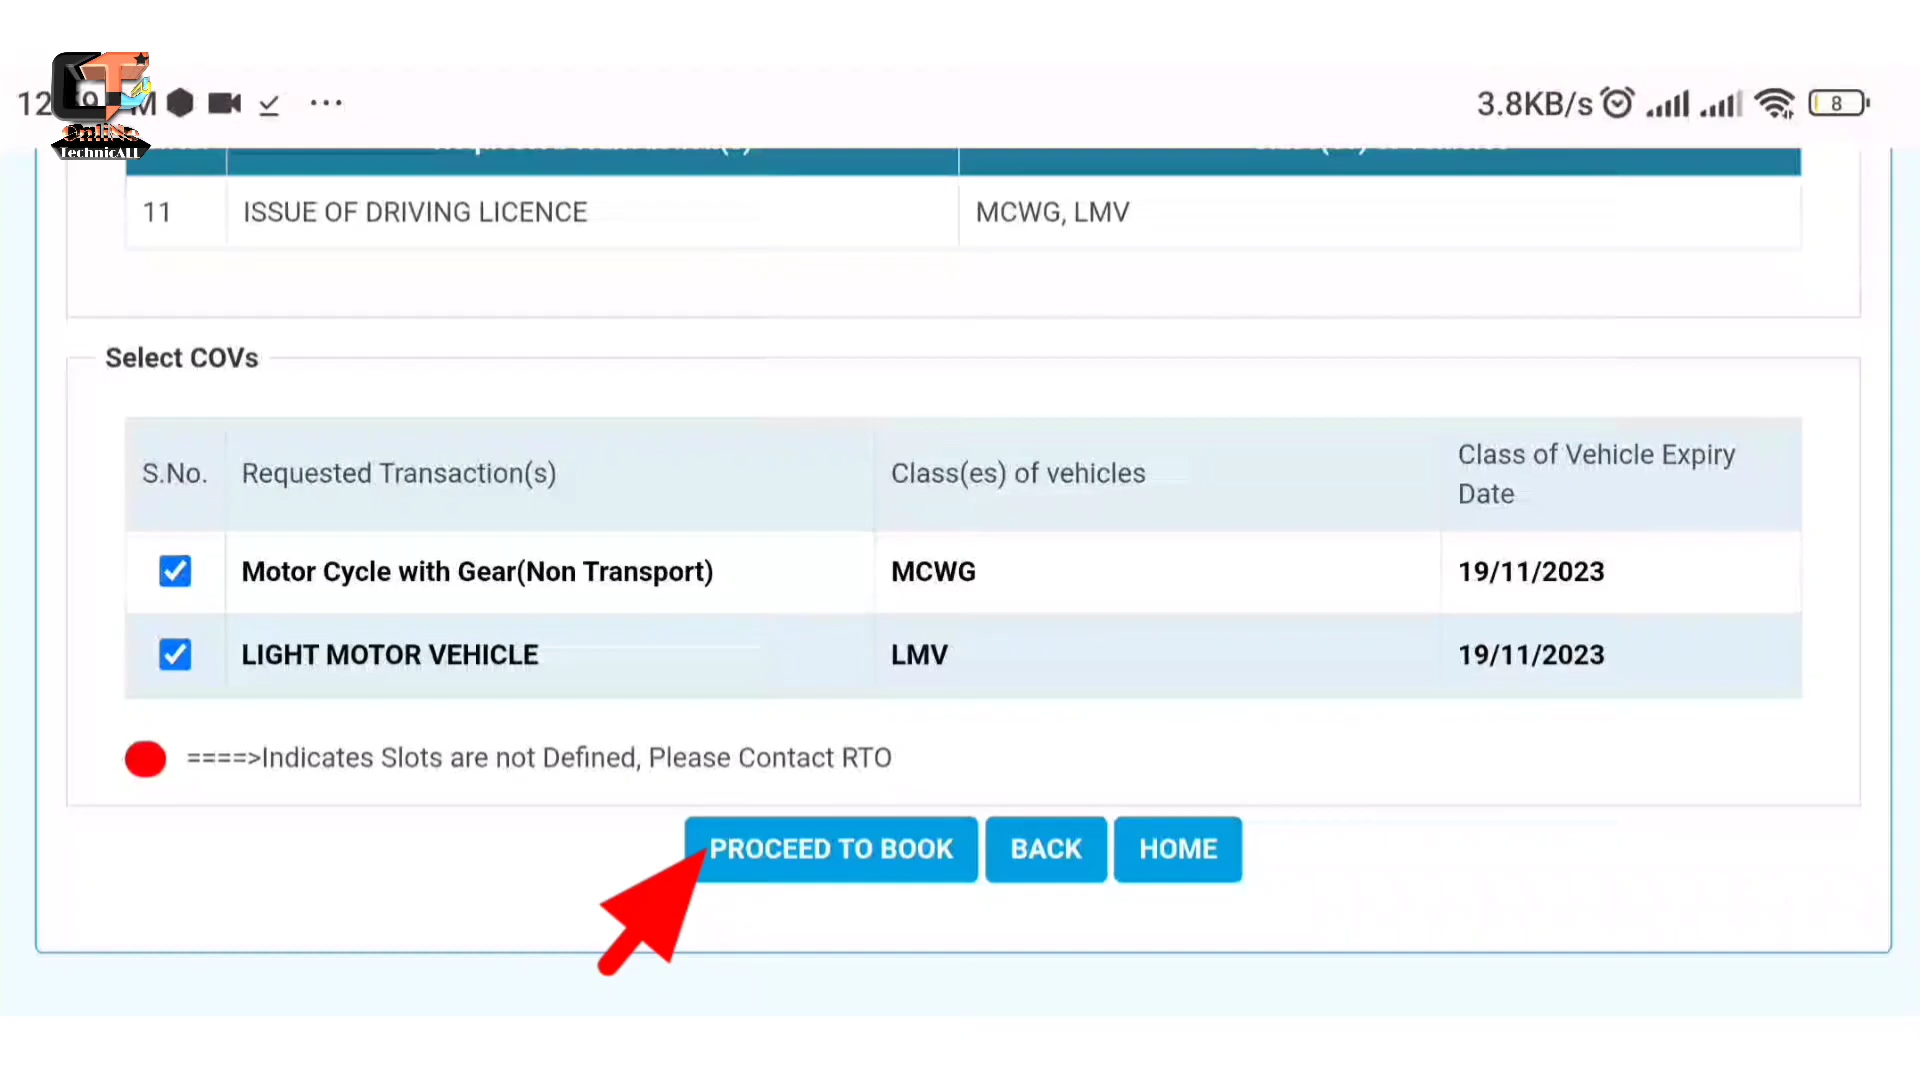 3.8KB/s 8
OnliNe
TechnicAll
11 ISSUE OF DRIVING LICENCE MCWG, LMV
Select COVs
S.No. Requested Transaction(s) Class(es) of vehicles Class of Vehicle Expiry
Date
Motor Cycle with Gear(Non Transport) MCWG 19/11/2023
LIGHT MOTOR VEHICLE LMV 19/11/2023
====>Indicates Slots are not Defined, Please Contact RTO
PROCEED TO BOOK BACK HOME